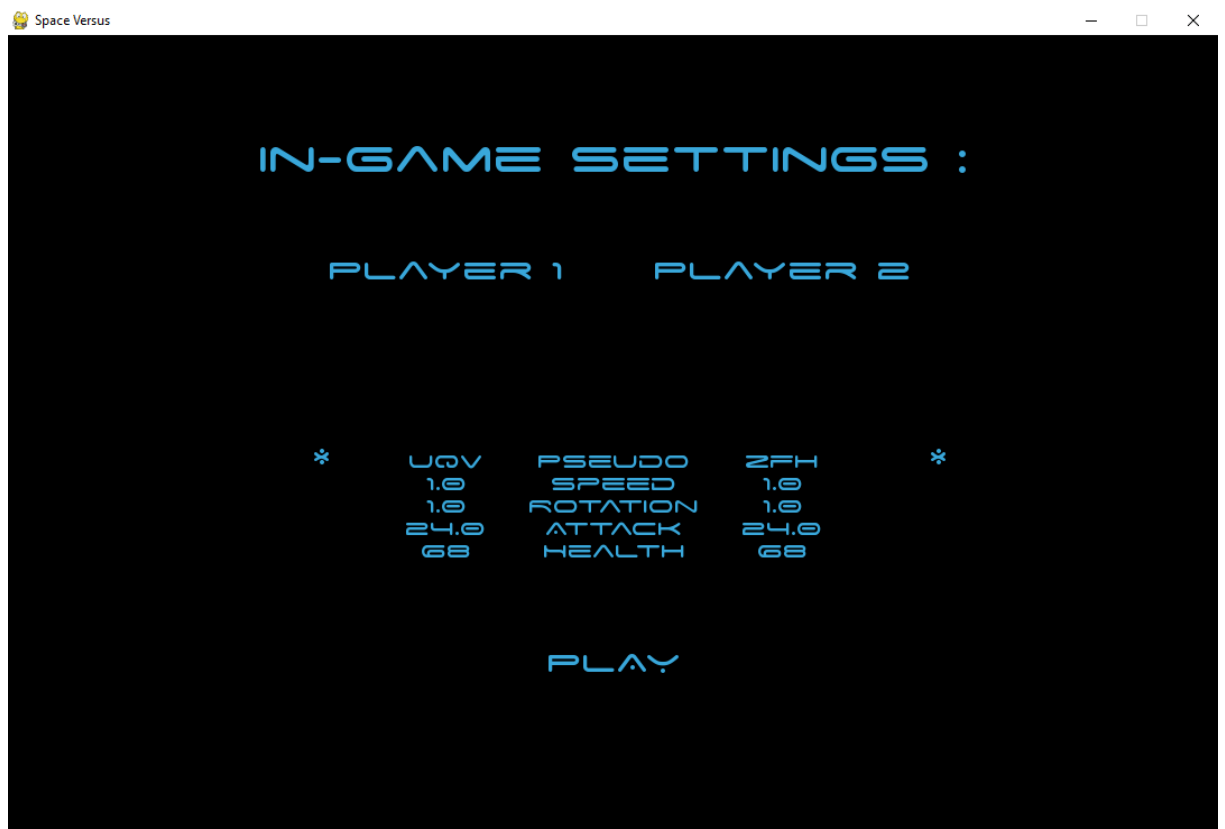 Space Versus
IN-GAME SETTINGS :
PLAYER 1 PLAYER 2
* UQV PSEUDO ZFH *
1.0 SPEED 1.0
1.0 ROTATION 1.0
24.0 ATTACK 24.0
68 HEALTH 68
PLAY